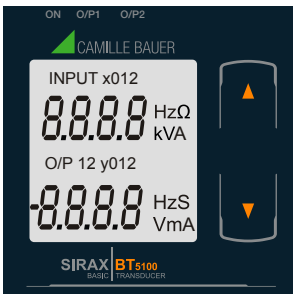 ON O/P1 O/P2
CAMILLE BAUER
INPUT x012
8.8.8.8 HzΩ
kVA
O/P 12 y012
-8.8.8.8 HzS
VmA
SIRAX BT5100
BASIC TRANSDUCER